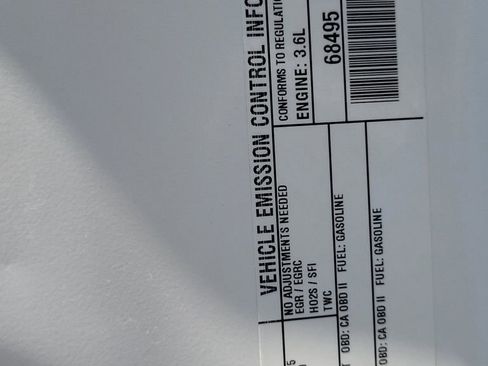 VEHICLE EMISSION CONTROL INFO
CONFORMS TO REGULATION
NO ADJUSTMENTS NEEDED
ENGINE: 3.6L
EGR / EGRC
HO2S / SFI
68495
TWC
OBD: CA OBD II FUEL: GASOLINE
OBD: CA OBD II FUEL: GASOLINE